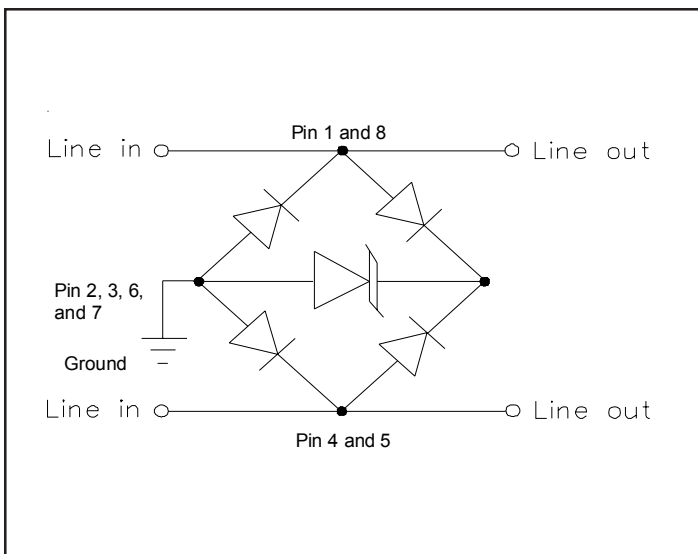 Pin 1 and 8
Line in
Line out
Pin 2, 3, 6,
and 7
Ground
Line in
Line out
Pin 4 and 5